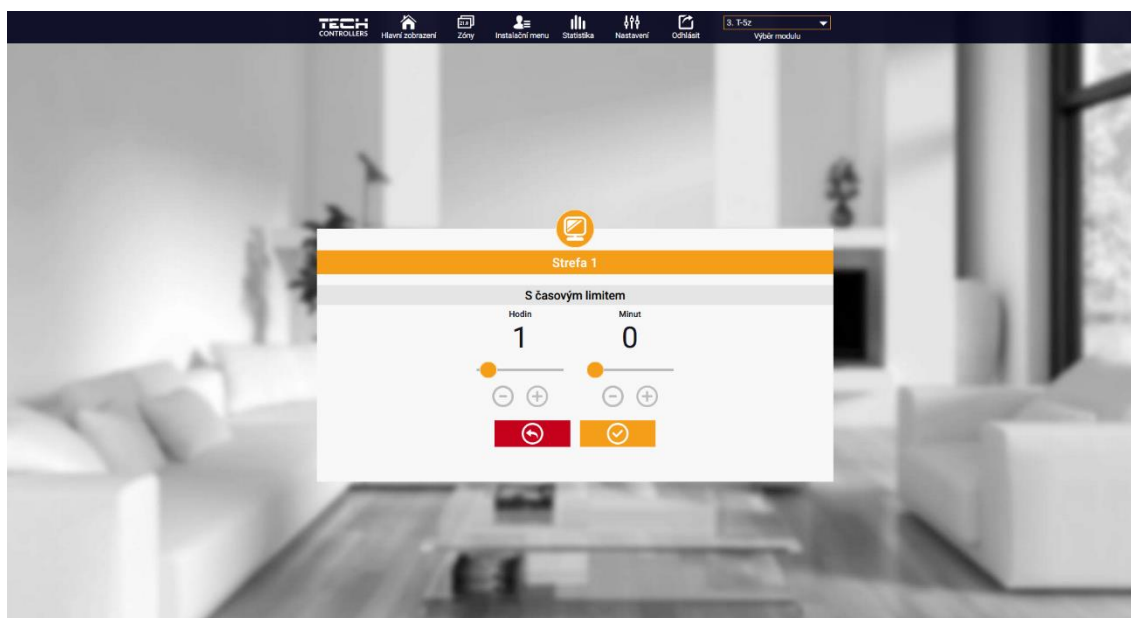 TECH
CONTROLLERS
Hlavní zobrazení
Zóny
Instalační menu
Statistika
Nastavení
Odhlásit
3. T-5z
Výběr modulu
Strefa 1
S časovým limitem
Hodin Minut
1 0